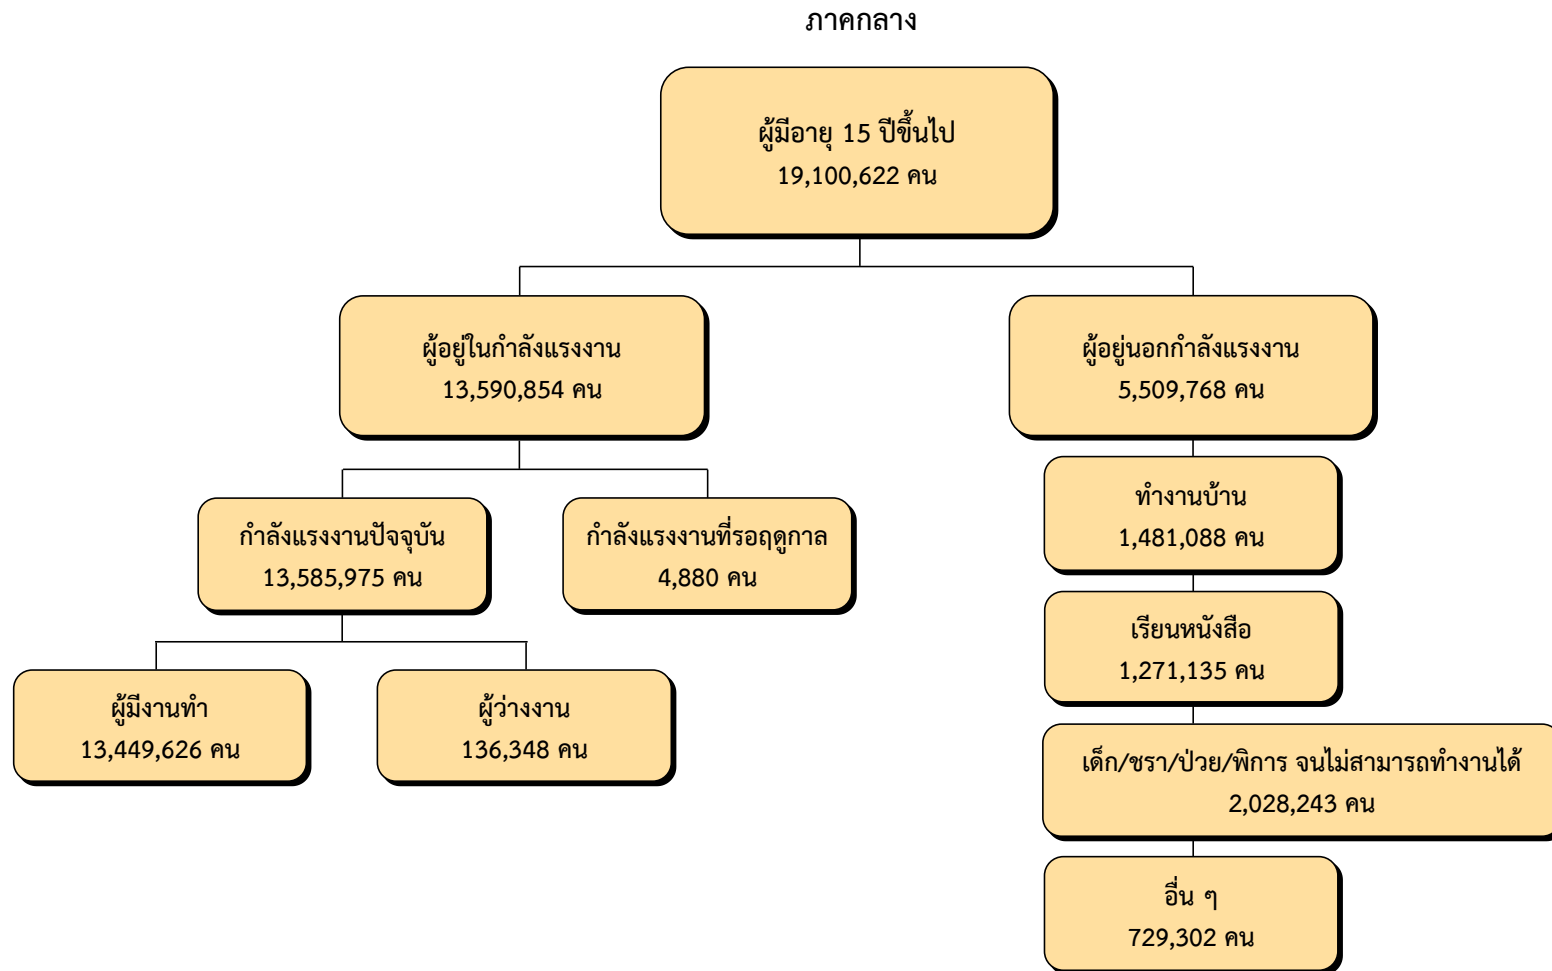 ภาคกลาง
ผู้มีอายุ 15 ปีขึ้นไป
19,100,622 คน
ผู้อยู่ในกำลังแรงงาน
13,590,854 คน
ผู้อยู่นอกกำลังแรงงาน
5,509,768 คน
กำลังแรงงานปัจจุบัน
13,585,975 คน
กำลังแรงงานที่รอฤดูกาล
4,880 คน
ผู้มีงานทำ
13,449,626 คน
ผู้ว่างงาน
136,348 คน
ทำงานบ้าน
1,481,088 คน
เรียนหนังสือ
1,271,135 คน
เด็ก/ชรา/ป่วย/พิการ จนไม่สามารถทำงานได้
2,028,243 คน
อื่น ๆ
729,302 คน